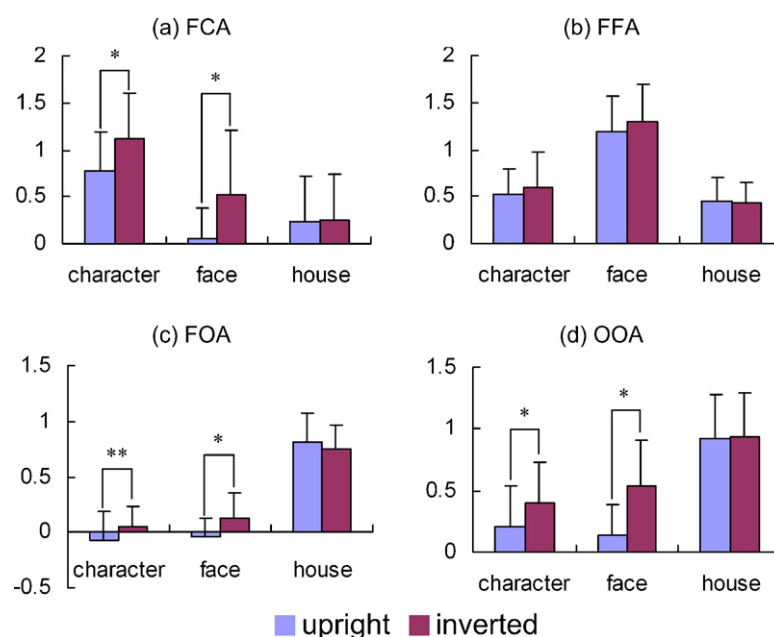 (a) FCA
2
1.5
1
0.5
0
*
*
character face house
(b) FFA
2
1.5
1
0.5
0
character face house
(c) FOA
1.5
1
0.5
0
-0.5
**
*
character face house
(d) OOA
1.5
1
0.5
0
*
*
character face house
upright inverted